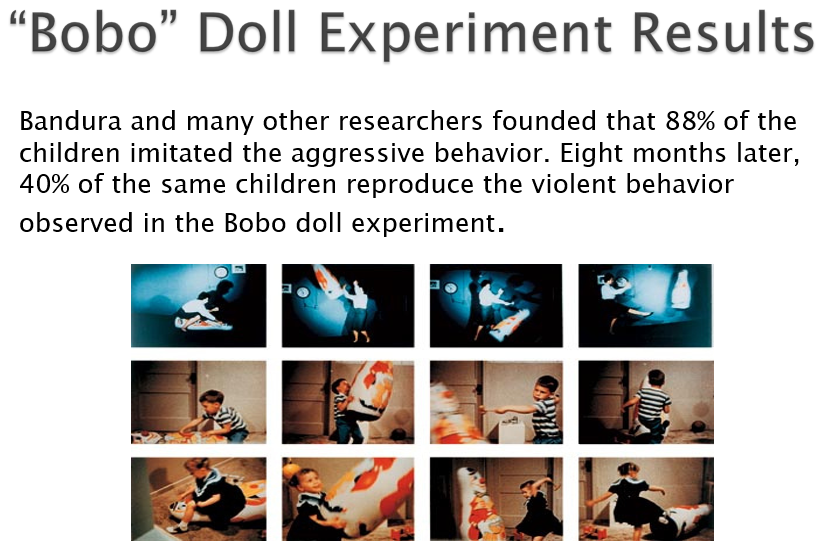 “Bobo” Doll Experiment Results
Bandura and many other researchers founded that 88% of the
children imitated the aggressive behavior. Eight months later,
40% of the same children reproduce the violent behavior
observed in the Bobo doll experiment.